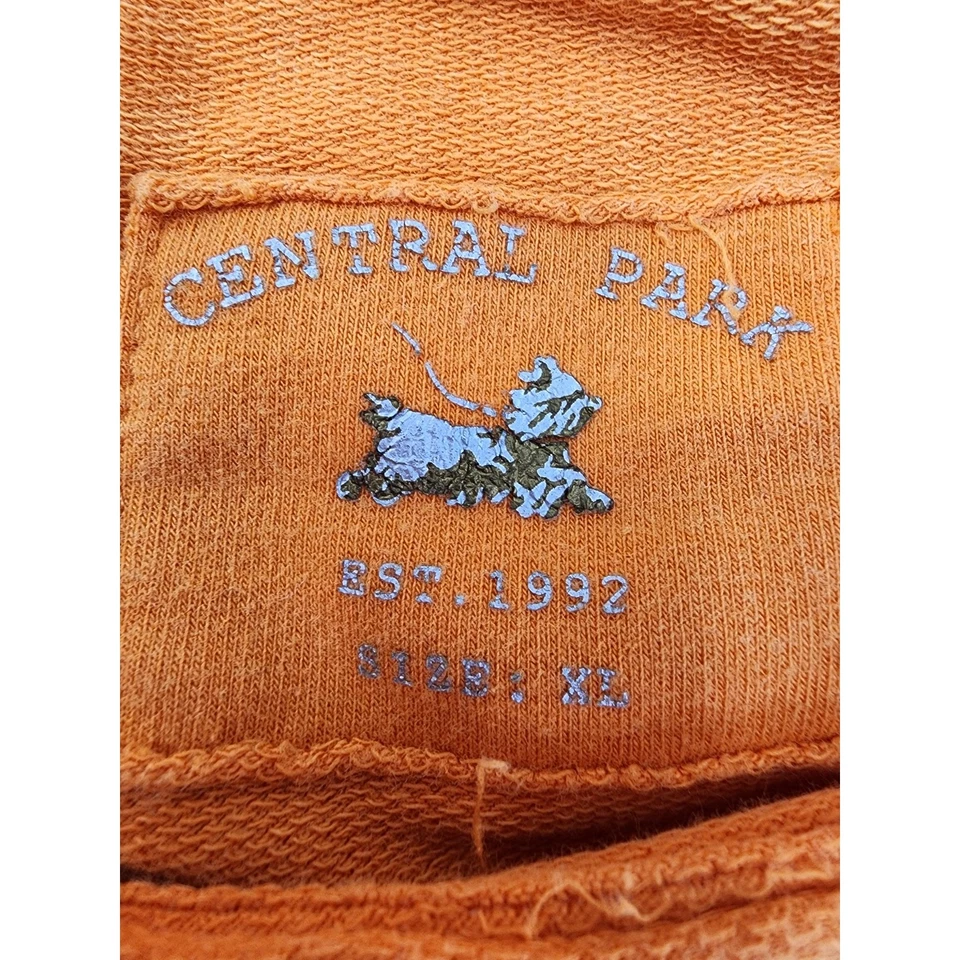 CENTRAL PARK
EST.1992
SIZE: XL